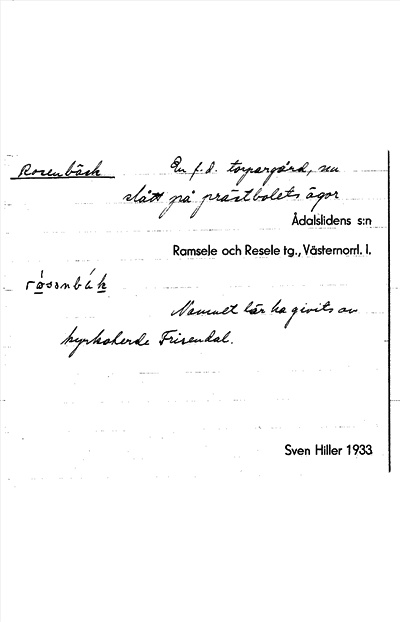 Rosenbäck En f.d. torpargård, nu
slått på prästbolets ägor
Ådalslidens s:n
Ramsele och Resele tg., Västernorrl. l.
Namnet lär ha givits av
kyrkoherde Frisendal.
Sven Hiller 1933